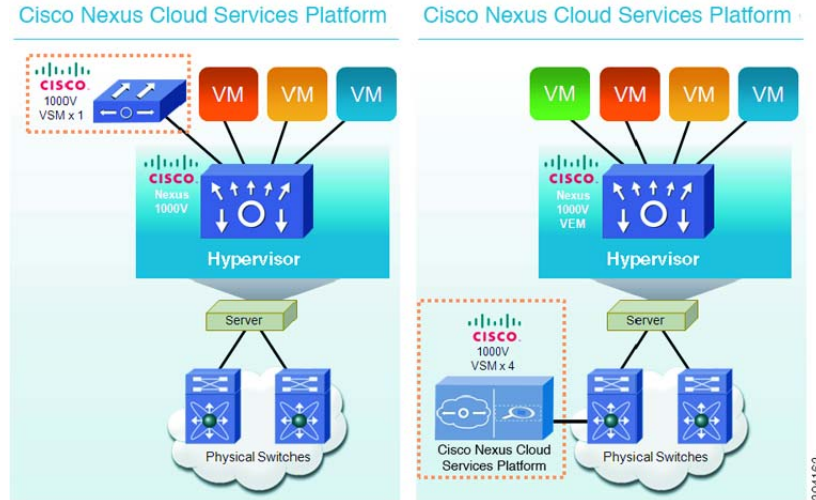 Cisco Nexus Cloud Services Platform
CISCO.
1000V
VSM x 1
VM
VM
VM
CISCO.
Nexus
1000V
Hypervisor
Server
Physical Switches
Cisco Nexus Cloud Services Platform
VM
VM
VM
VM
CISCO.
Nexus
1000V
VEM
Hypervisor
Server
CISCO.
1000V
VSM x 4
Cisco Nexus Cloud
Services Platform
Physical Switches